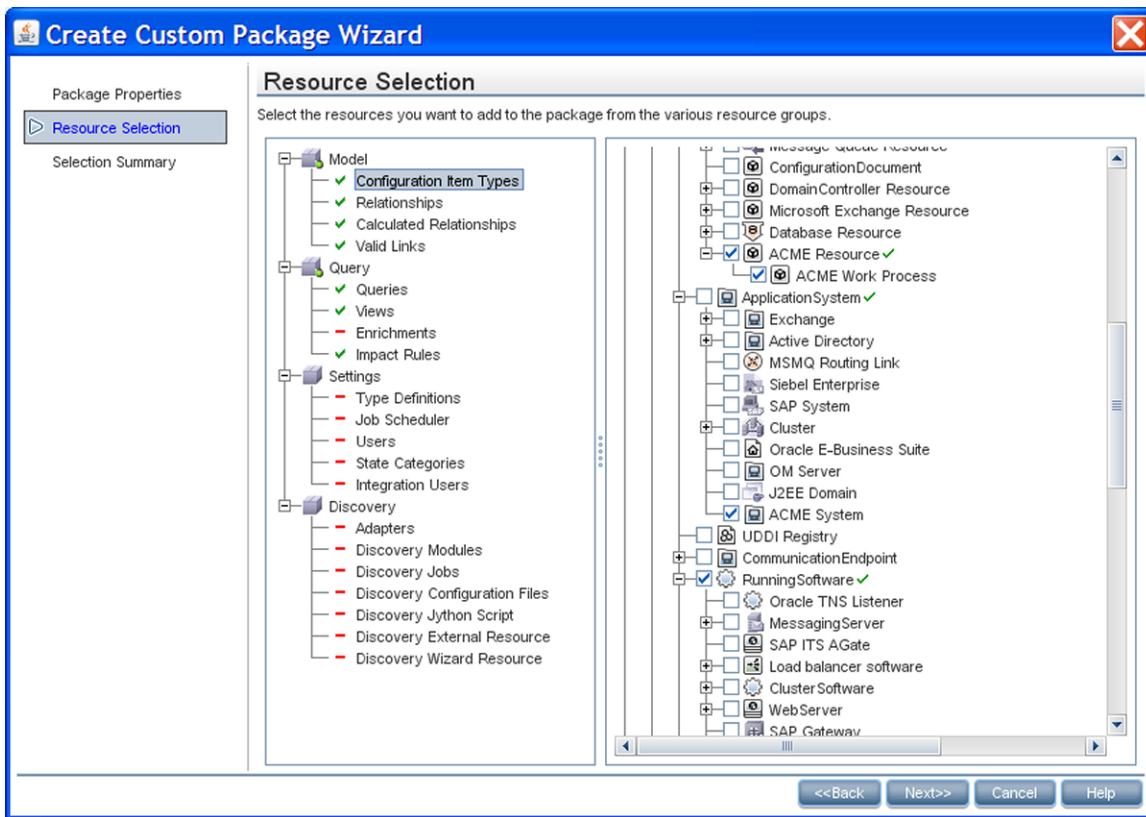 Create Custom Package Wizard
Package Properties
Resource Selection
Selection Summary
Resource Selection
Select the resources you want to add to the package from the various resource groups.
Model
Configuration Item Types
Relationships
Calculated Relationships
Valid Links
Query
Queries
Views
Enrichments
Impact Rules
Settings
Type Definitions
Job Scheduler
Users
State Categories
Integration Users
Discovery
Adapters
Discovery Modules
Discovery Jobs
Discovery Configuration Files
Discovery Jython Script
Discovery External Resource
Discovery Wizard Resource
Message Queue Resource
ConfigurationDocument
DomainController Resource
Microsoft Exchange Resource
Database Resource
ACME Resource
ACME Work Process
ApplicationSystem
Exchange
Active Directory
MSMQ Routing Link
Siebel Enterprise
SAP System
Cluster
Oracle E-Business Suite
OM Server
J2EE Domain
ACME System
UDDI Registry
CommunicationEndpoint
RunningSoftware
Oracle TNS Listener
MessagingServer
SAP ITS AGate
Load balancer software
ClusterSoftware
WebServer
SAP Gateway
<<Back Next>> Cancel Help